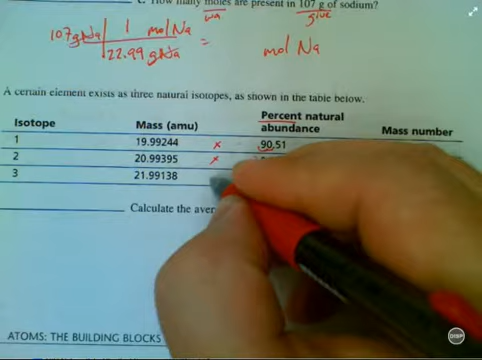 c. How many moles are present in 107 g of sodium?
wa
give
107 g Na | 1 mol Na
22.99 g Na
= mol Na
A certain element exists as three natural isotopes, as shown in the table below.
Isotope Mass (amu) Percent natural abundance Mass number
1 19.99244 x 90.51
2 20.99395 x
3 21.99138
Calculate the aver
ATOMS: THE BUILDING BLOCKS
DISP